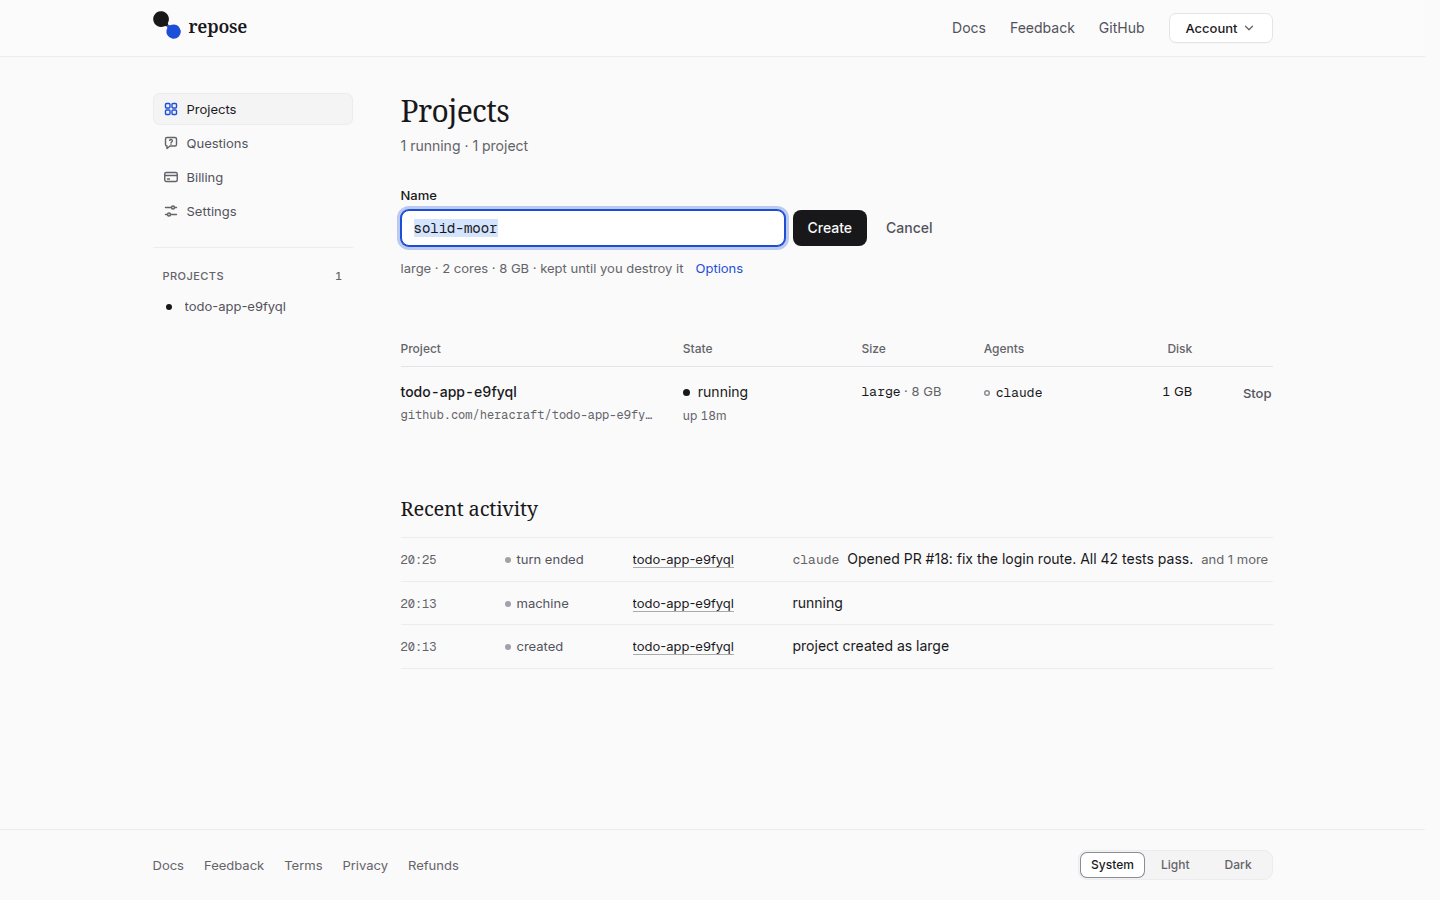 repose
Docs Feedback GitHub Account
Projects
Questions
Billing
Settings
PROJECTS 1
todo-app-e9fyql
Projects
1 running · 1 project
Name
solid-moor Create Cancel
large · 2 cores · 8 GB · kept until you destroy it Options
Project State Size Agents Disk
todo-app-e9fyql running large · 8 GB claude 1 GB Stop
github.com/heracraft/todo-app-e9fy… up 18m
Recent activity
20:25 turn ended todo-app-e9fyql claude Opened PR #18: fix the login route. All 42 tests pass. and 1 more
20:13 machine todo-app-e9fyql running
20:13 created todo-app-e9fyql project created as large
Docs Feedback Terms Privacy Refunds System Light Dark